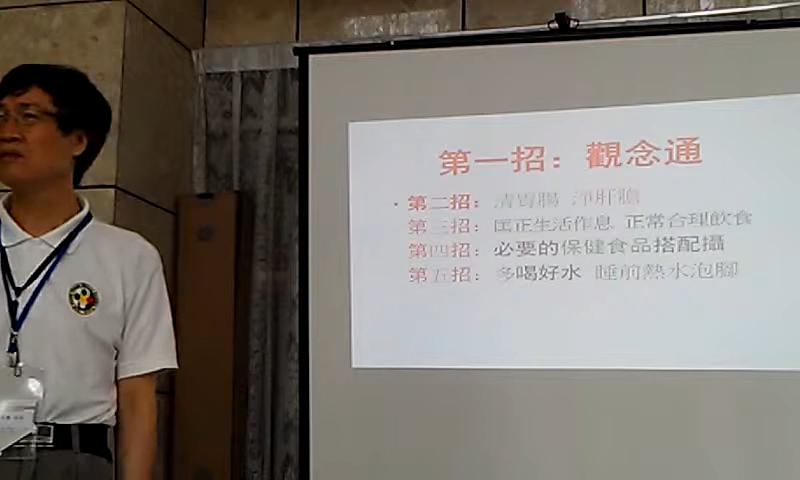 第一招：觀念通
• 第二招：清胃腸 淨肝膽
第三招：匡正生活作息 正常合理飲食
第四招：必要的保健食品搭配攝
第五招：多喝好水 睡前熱水泡腳